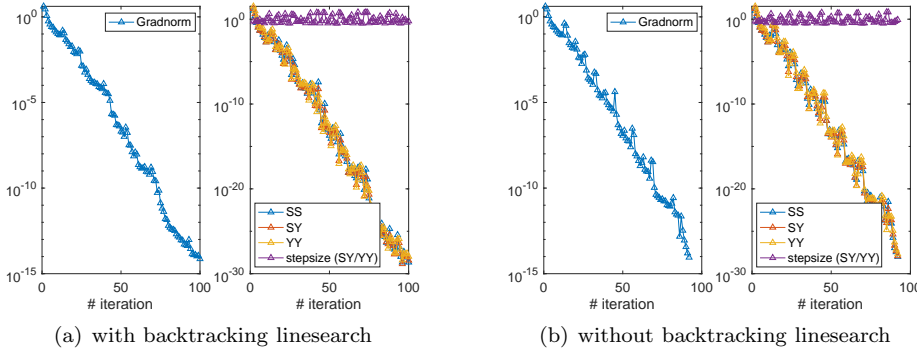 10^0
10^-5
10^-10
10^-15
0
50
100
# iteration
Gradnorm
10^0
10^-10
10^-20
10^-30
0
50
100
# iteration
SS
SY
YY
stepsize (SY/YY)
(a) with backtracking linesearch
10^0
10^-5
10^-10
10^-15
0
50
100
# iteration
Gradnorm
10^0
10^-10
10^-20
10^-30
0
50
100
# iteration
SS
SY
YY
stepsize (SY/YY)
(b) without backtracking linesearch